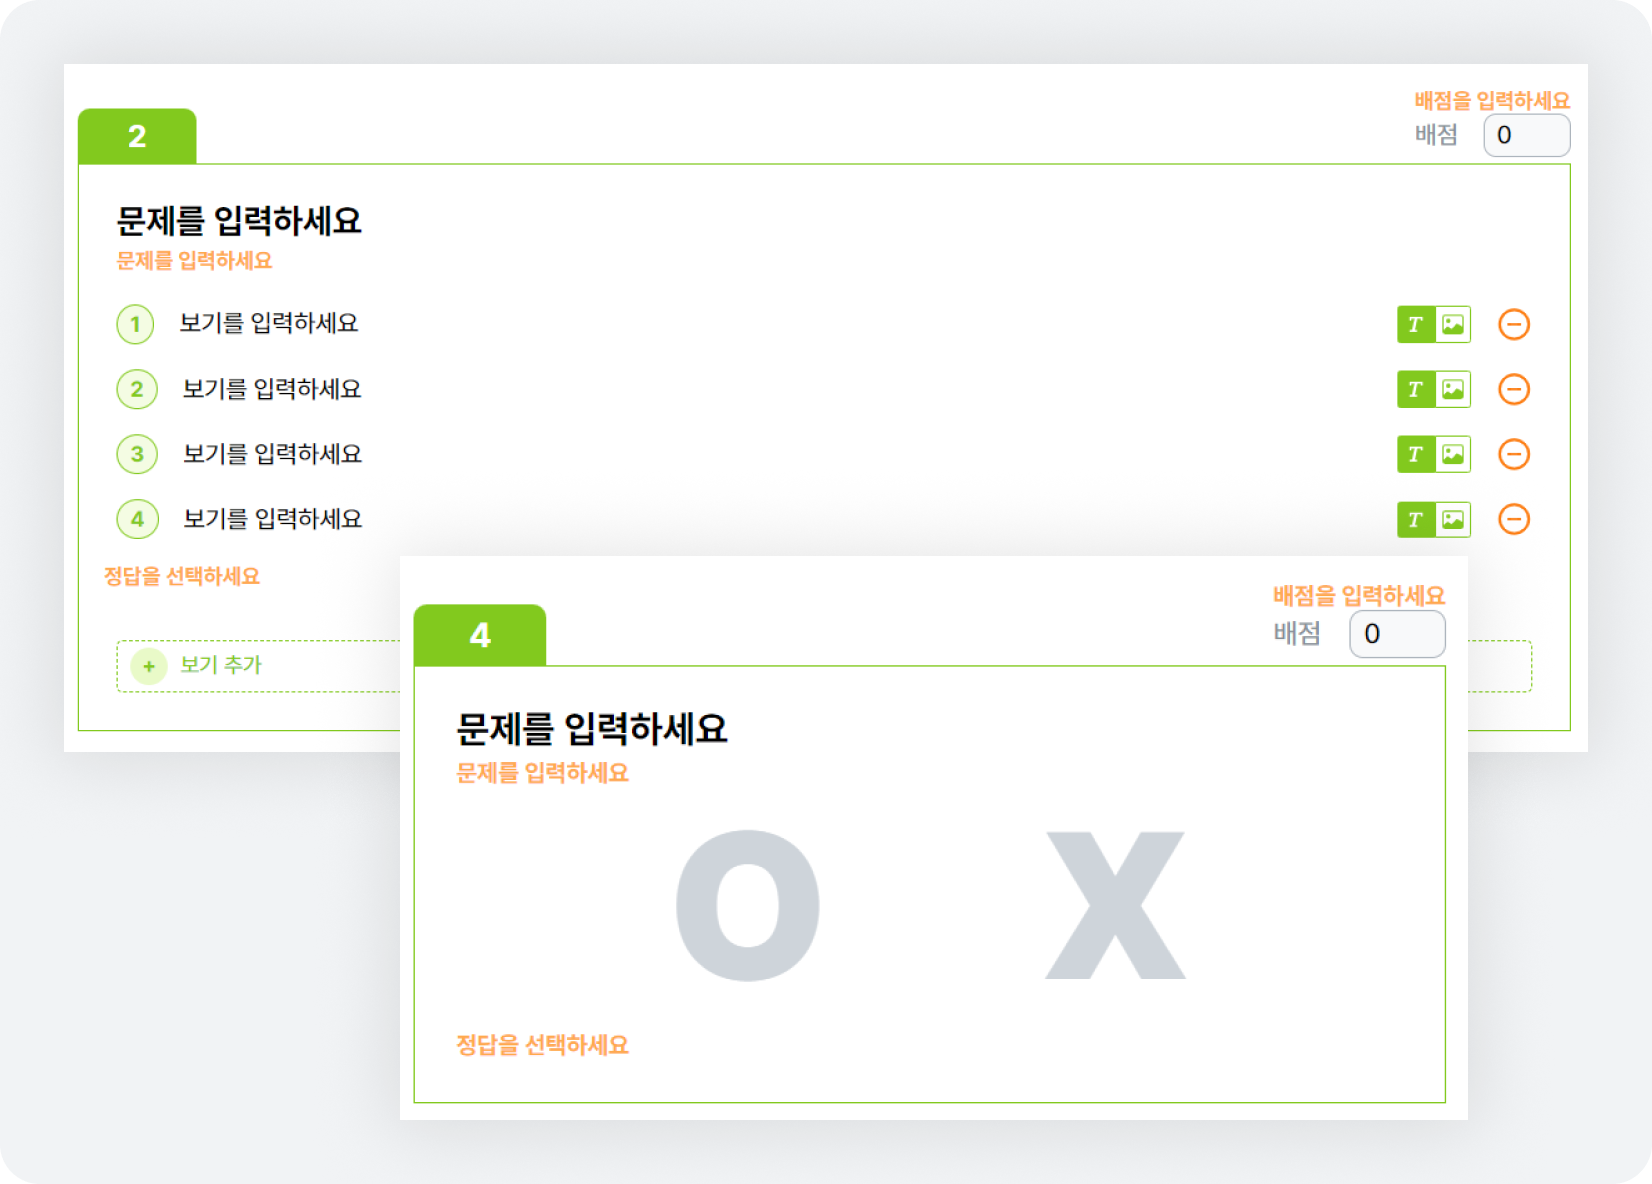 2
배점을 입력하세요
배점 0
문제를 입력하세요
문제를 입력하세요
1 보기를 입력하세요 T
2 보기를 입력하세요 T
3 보기를 입력하세요 T
4 보기를 입력하세요 T
정답을 선택하세요
+ 보기 추가
4
배점을 입력하세요
배점 0
문제를 입력하세요
문제를 입력하세요
O X
정답을 선택하세요